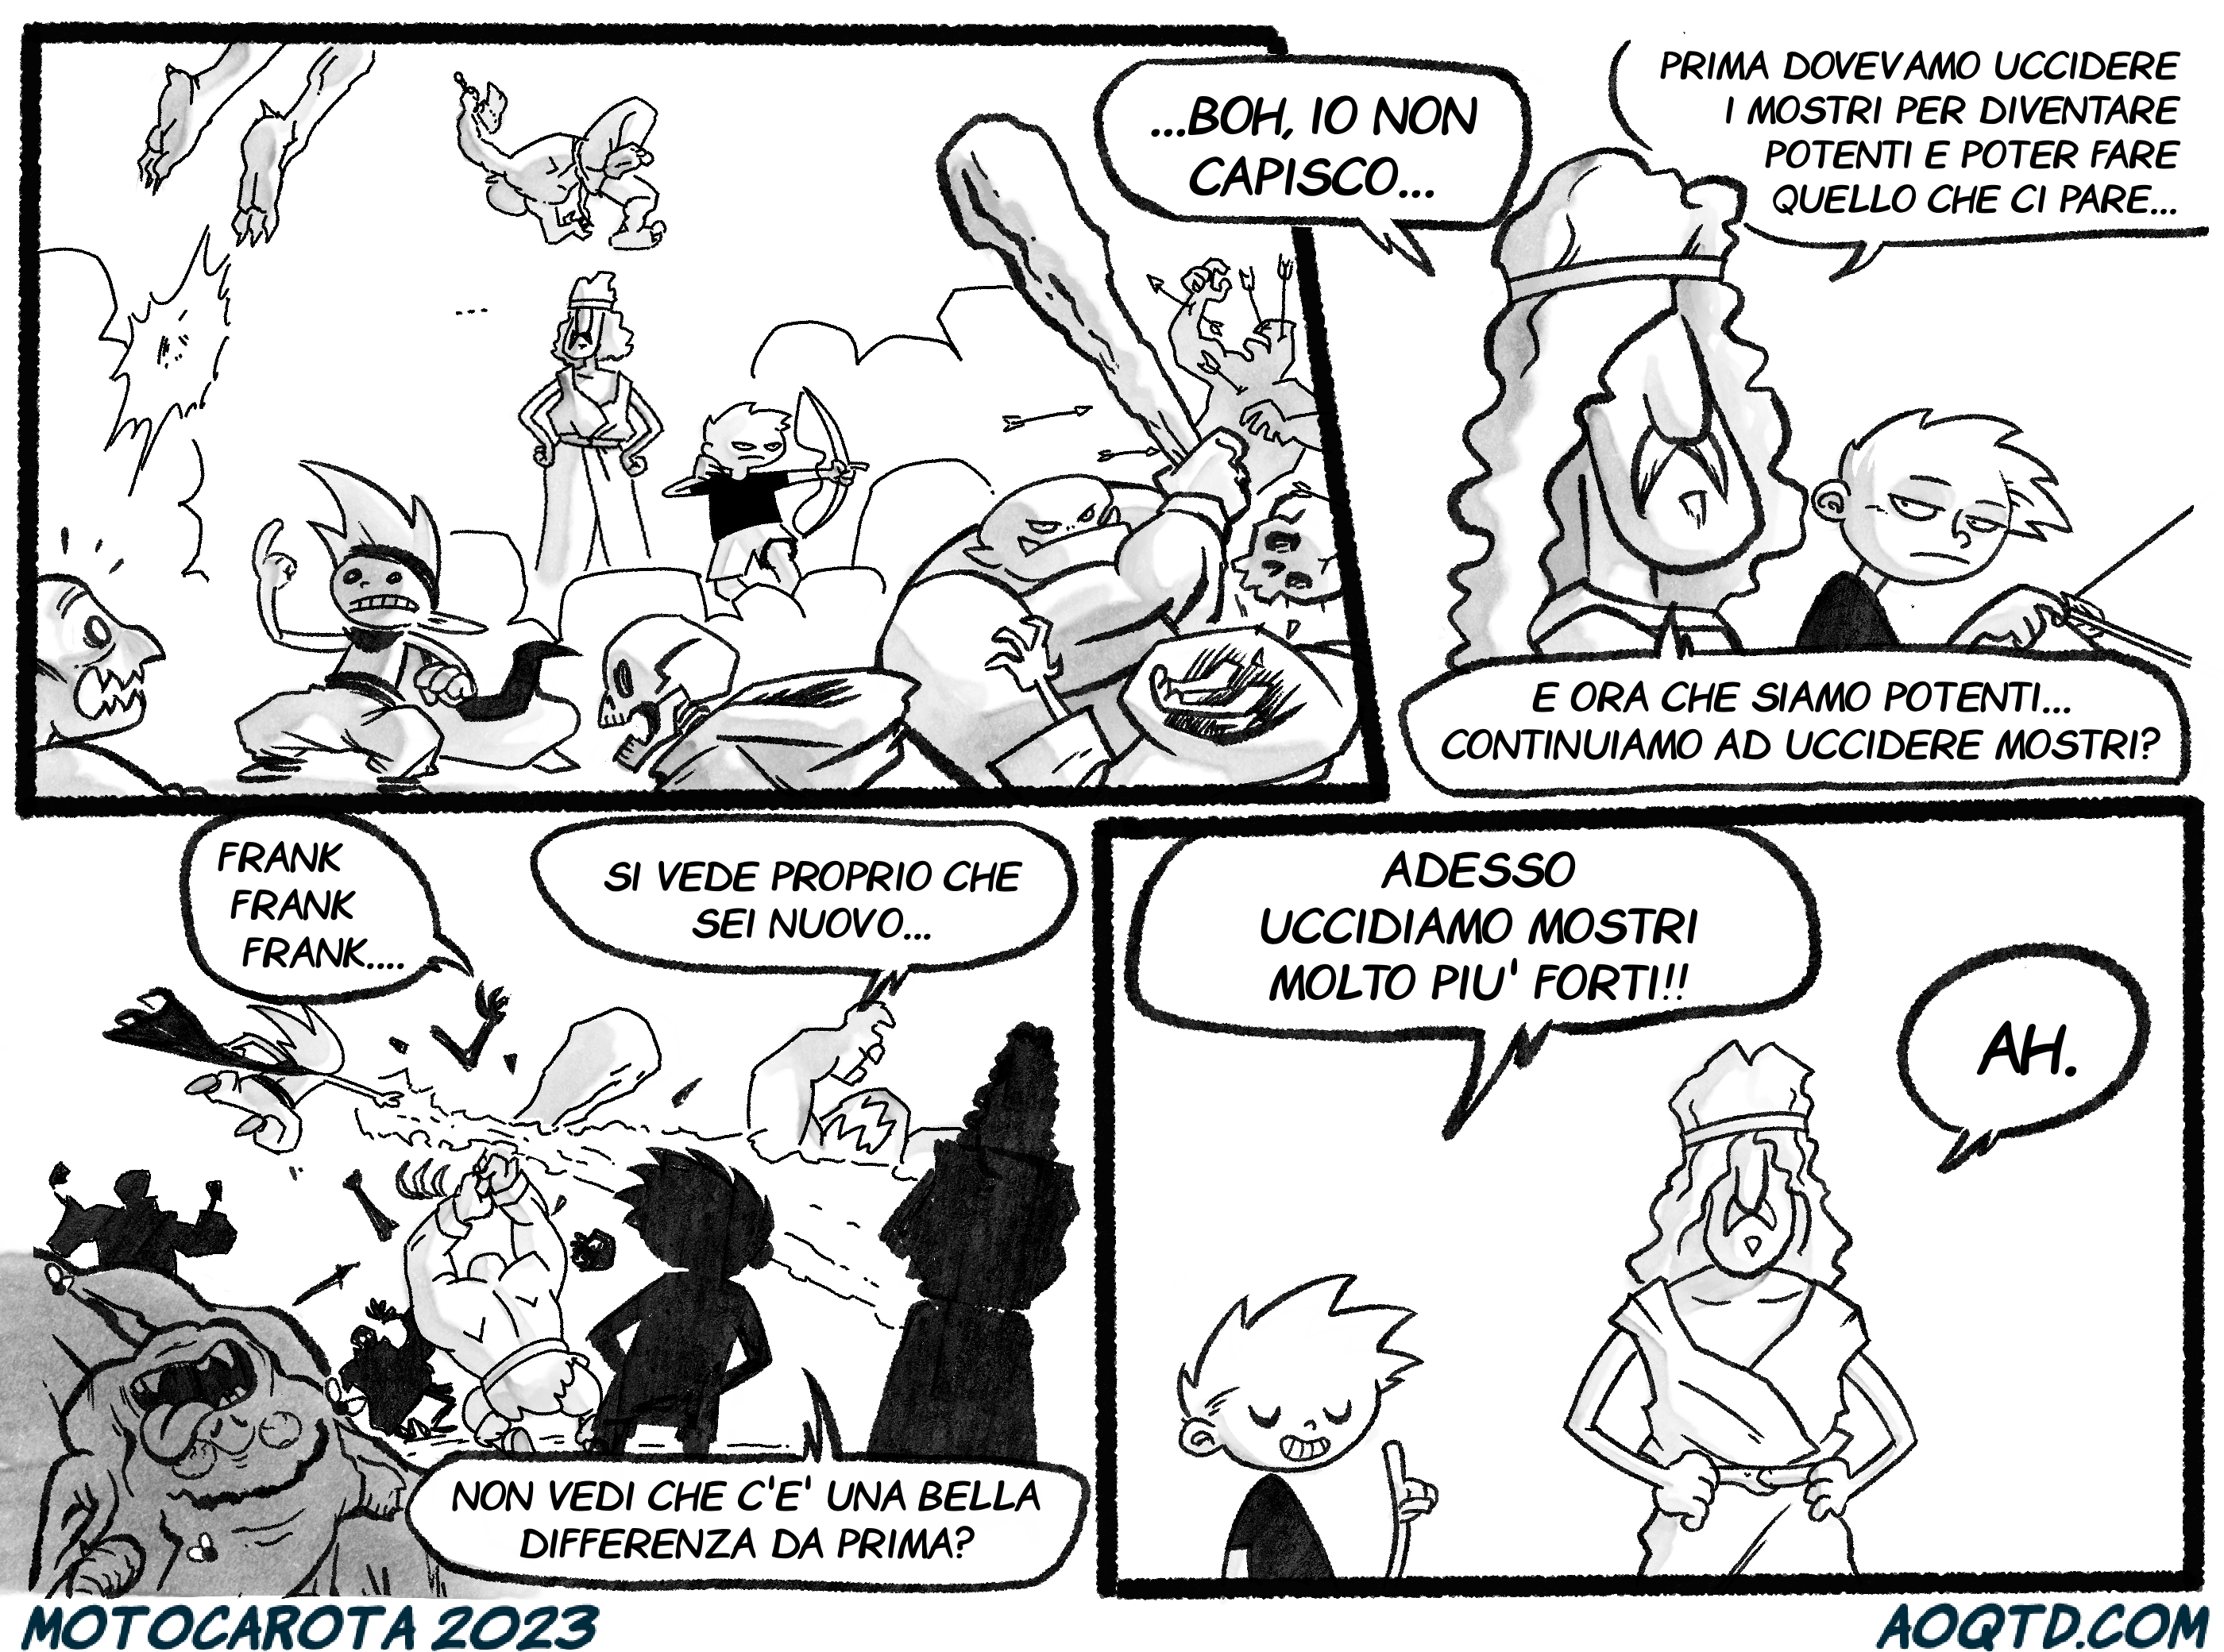 ...BOH, IO NON
CAPISCO...
PRIMA DOVEVAMO UCCIDERE
I MOSTRI PER DIVENTARE
POTENTI E POTER FARE
QUELLO CHE CI PARE...
E ORA CHE SIAMO POTENTI...
CONTINUIAMO AD UCCIDERE MOSTRI?
FRANK
FRANK
FRANK....
SI VEDE PROPRIO CHE
SEI NUOVO...
NON VEDI CHE C'E' UNA BELLA
DIFFERENZA DA PRIMA?
ADESSO
UCCIDIAMO MOSTRI
MOLTO PIU' FORTI!!
AH.
MOTOCAROTA 2023
AOQTD.COM